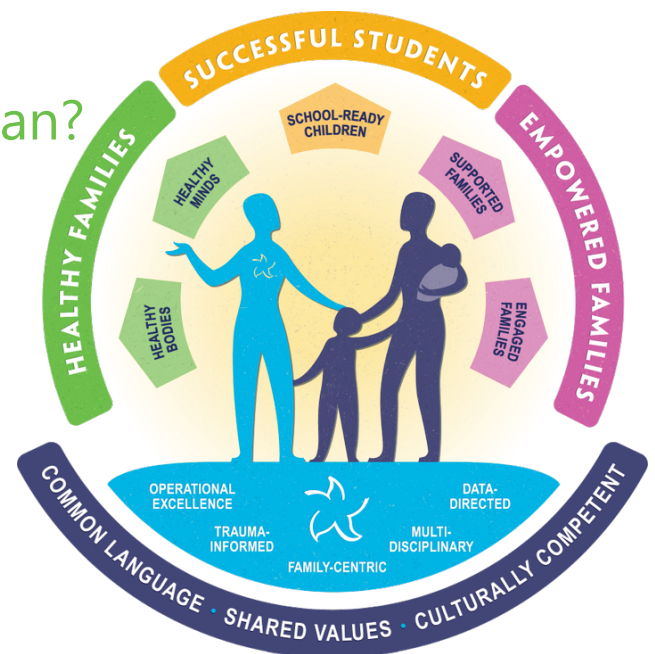 an?
SUCCESSFUL STUDENTS
HEALTHY FAMILIES
EMPOWERED FAMILIES
SCHOOL-READY
CHILDREN
HEALTHY
MINDS
SUPPORTED
FAMILIES
HEALTHY
BODIES
ENGAGED
FAMILIES
OPERATIONAL
EXCELLENCE
DATA-
DIRECTED
TRAUMA-
INFORMED
MULTI-
DISCIPLINARY
FAMILY-CENTRIC
COMMON LANGUAGE · SHARED VALUES · CULTURALLY COMPETENT